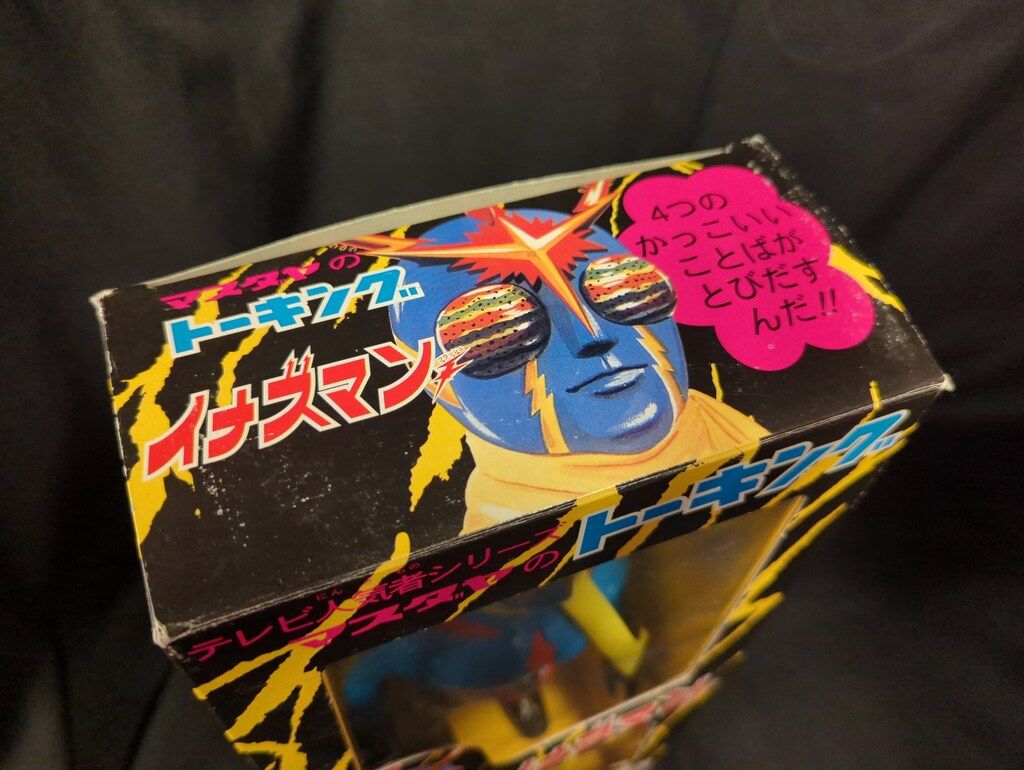 マスダヤの
トーキング
イナズマン
4つの
かっこいい
ことばが
とびだす
んだ!!
テレビ人気者シリーズ
マスダヤの
トーキング